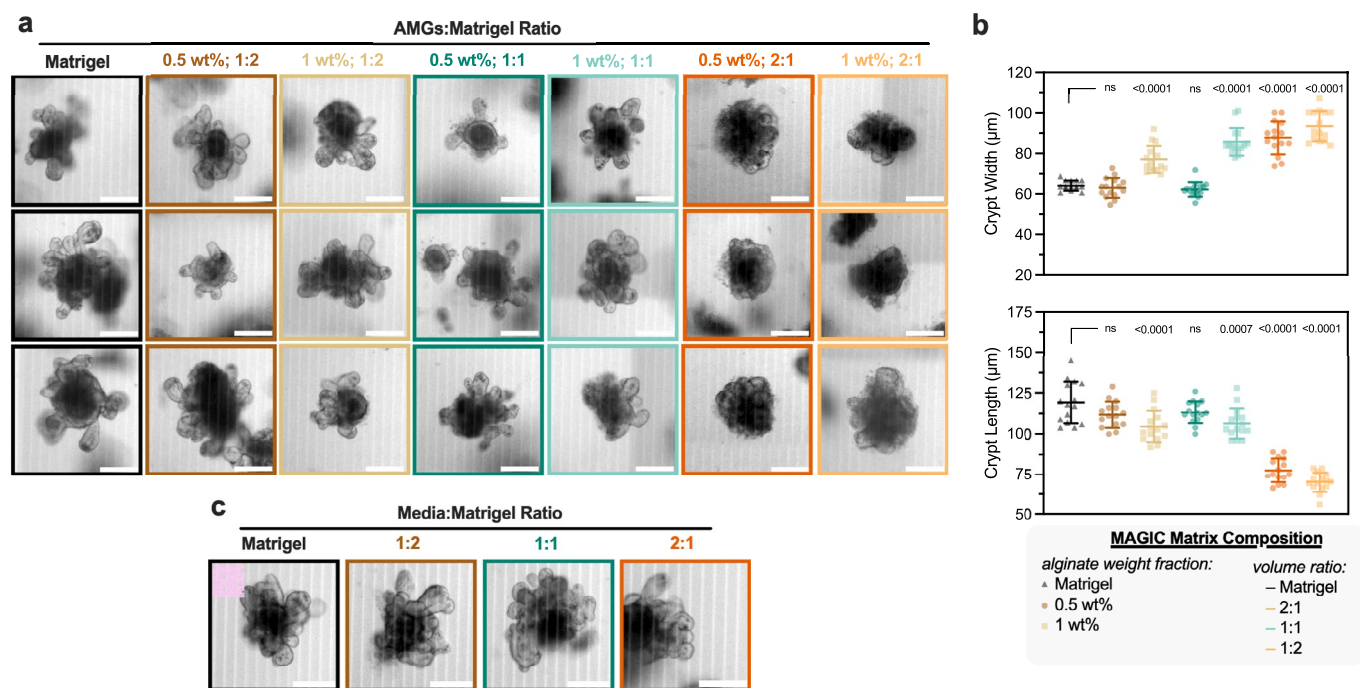 a
AMGs:Matrigel Ratio
Matrigel
0.5 wt%; 1:2
1 wt%; 1:2
0.5 wt%; 1:1
1 wt%; 1:1
0.5 wt%; 2:1
1 wt%; 2:1
b
120
100
80
60
40
20
Crypt Width (μm)
ns
<0.0001
ns
<0.0001
<0.0001
<0.0001
175
150
125
100
75
50
Crypt Length (μm)
ns
<0.0001
ns
0.0007
<0.0001
<0.0001
MAGIC Matrix Composition
alginate weight fraction:
Matrigel
0.5 wt%
1 wt%
volume ratio:
Matrigel
2:1
1:1
1:2
c
Media:Matrigel Ratio
Matrigel
1:2
1:1
2:1